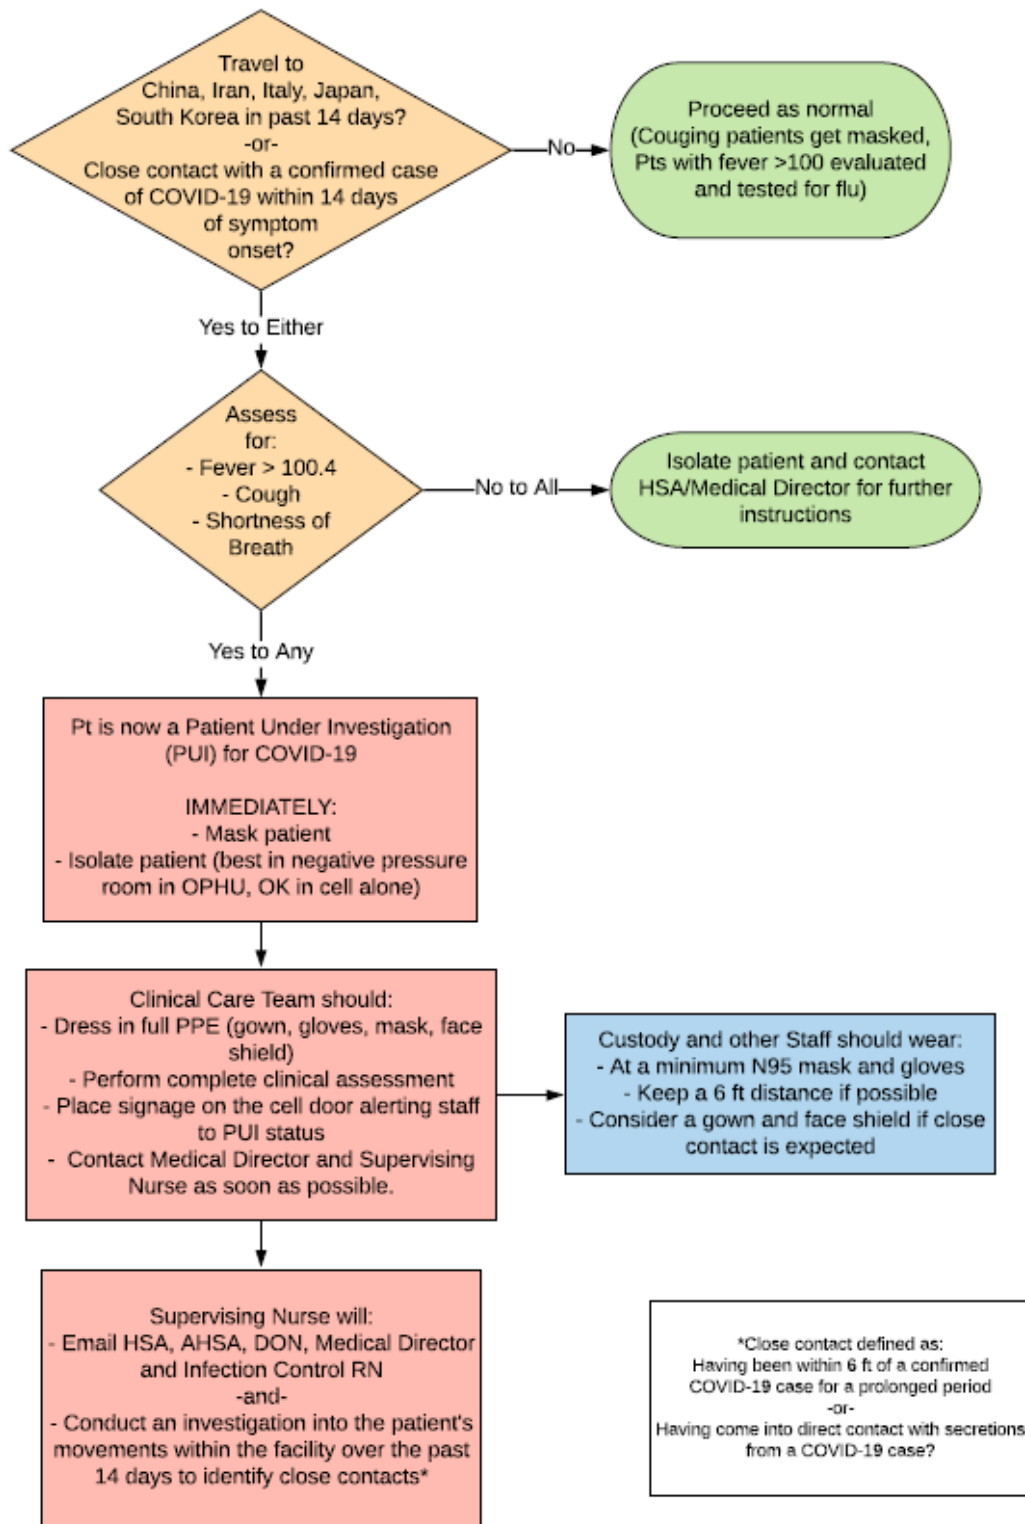 Travel to
China, Iran, Italy, Japan,
South Korea in past 14 days?
-or-
Close contact with a confirmed case
of COVID-19 within 14 days
of symptom
onset?
No
Proceed as normal
(Couging patients get masked,
Pts with fever >100 evaluated
and tested for flu)
Yes to Either
Assess
for:
- Fever > 100.4
- Cough
- Shortness of
Breath
No to All
Isolate patient and contact
HSA/Medical Director for further
instructions
Yes to Any
Pt is now a Patient Under Investigation
(PUI) for COVID-19
IMMEDIATELY:
- Mask patient
- Isolate patient (best in negative pressure
room in OPHU, OK in cell alone)
Clinical Care Team should:
- Dress in full PPE (gown, gloves, mask, face
shield)
- Perform complete clinical assessment
- Place signage on the cell door alerting staff
to PUI status
- Contact Medical Director and Supervising
Nurse as soon as possible.
Custody and other Staff should wear:
- At a minimum N95 mask and gloves
- Keep a 6 ft distance if possible
- Consider a gown and face shield if close
contact is expected
Supervising Nurse will:
- Email HSA, AHSA, DON, Medical Director
and Infection Control RN
-and-
- Conduct an investigation into the patient's
movements within the facility over the past
14 days to identify close contacts*
*Close contact defined as:
Having been within 6 ft of a confirmed
COVID-19 case for a prolonged period
-or-
Having come into direct contact with secretions
from a COVID-19 case?